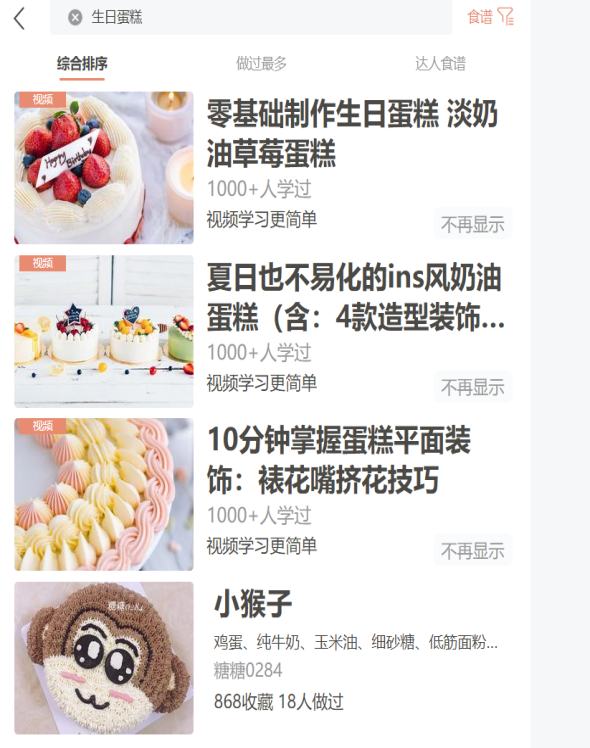 生日蛋糕
食谱
综合排序
做过最多
达人食谱
视频
Happy
Birthday
零基础制作生日蛋糕 淡奶
油草莓蛋糕
1000+人学过
视频学习更简单
不再显示
视频
夏日也不易化的ins风奶油
蛋糕（含：4款造型装饰...
1000+人学过
视频学习更简单
不再显示
视频
10分钟掌握蛋糕平面装
饰：裱花嘴挤花技巧
1000+人学过
视频学习更简单
不再显示
糖糖0284
小猴子
鸡蛋、纯牛奶、玉米油、细砂糖、低筋面粉...
糖糖0284
868收藏 18人做过